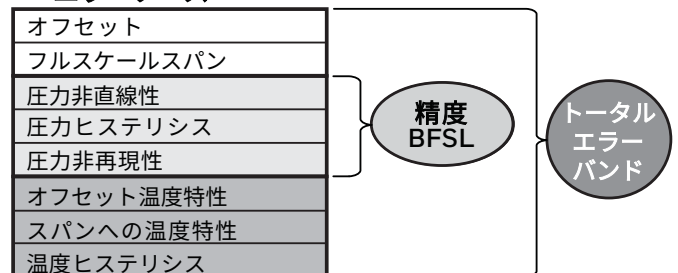 オフセット
フルスケールスパン
圧力非直線性
圧力ヒステリシス
圧力非再現性
オフセット温度特性
スパンへの温度特性
温度ヒステリシス
精度
BFSL
トータル
エラー
バンド